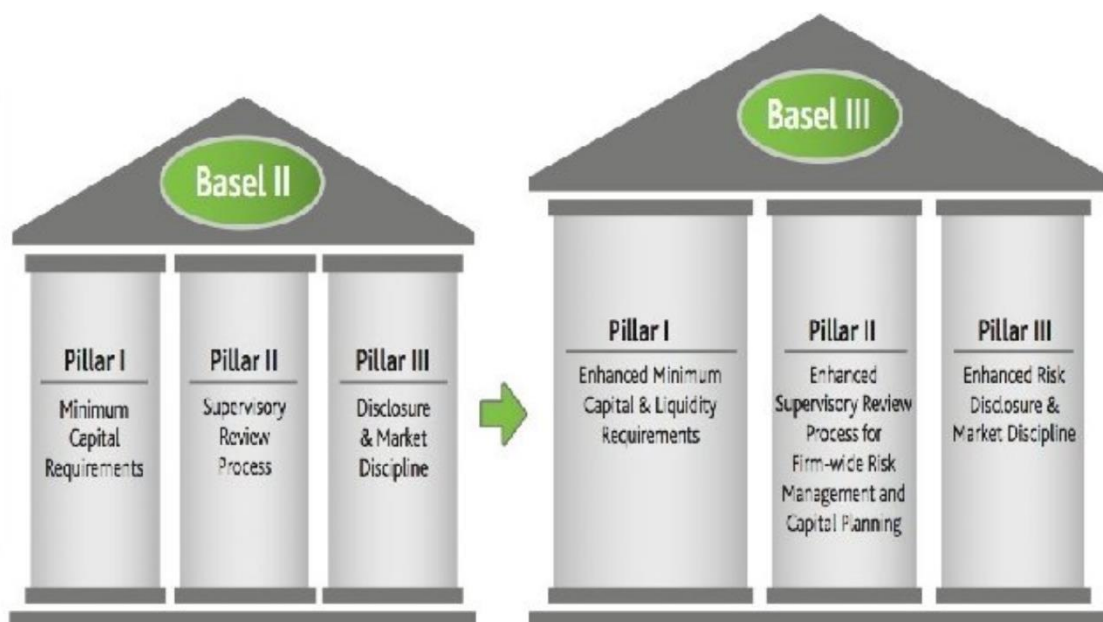 Basel II
Pillar I
Minimum
Capital
Requirements
Pillar II
Supervisory
Review
Process
Pillar III
Disclosure
& Market
Discipline
Basel III
Pillar I
Enhanced Minimum
Capital & Liquidity
Requirements
Pillar II
Enhanced
Supervisory Review
Process for
Firm-wide Risk
Management and
Capital Planning
Pillar III
Enhanced Risk
Disclosure &
Market Discipline